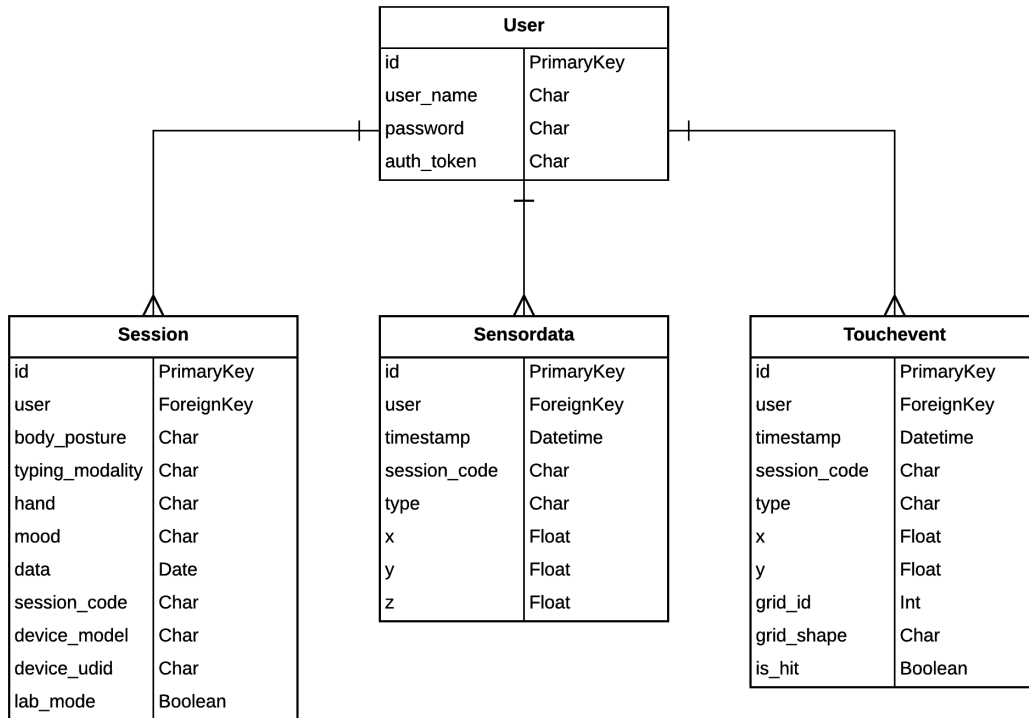 User
id PrimaryKey
user_name Char
password Char
auth_token Char
Session
id PrimaryKey
user ForeignKey
body_posture Char
typing_modality Char
hand Char
mood Char
data Date
session_code Char
device_model Char
device_udid Char
lab_mode Boolean
Sensordata
id PrimaryKey
user ForeignKey
timestamp Datetime
session_code Char
type Char
x Float
y Float
z Float
Touchevent
id PrimaryKey
user ForeignKey
timestamp Datetime
session_code Char
type Char
x Float
y Float
grid_id Int
grid_shape Char
is_hit Boolean